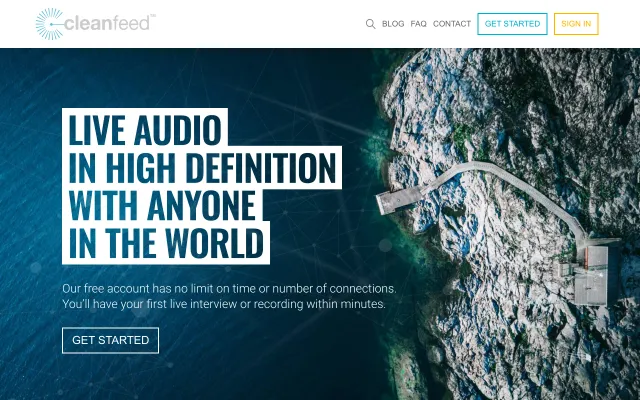 cleanfeed™
BLOG FAQ CONTACT GET STARTED SIGN IN
LIVE AUDIO
IN HIGH DEFINITION
WITH ANYONE
IN THE WORLD
Our free account has no limit on time or number of connections.
You'll have your first live interview or recording within minutes.
GET STARTED